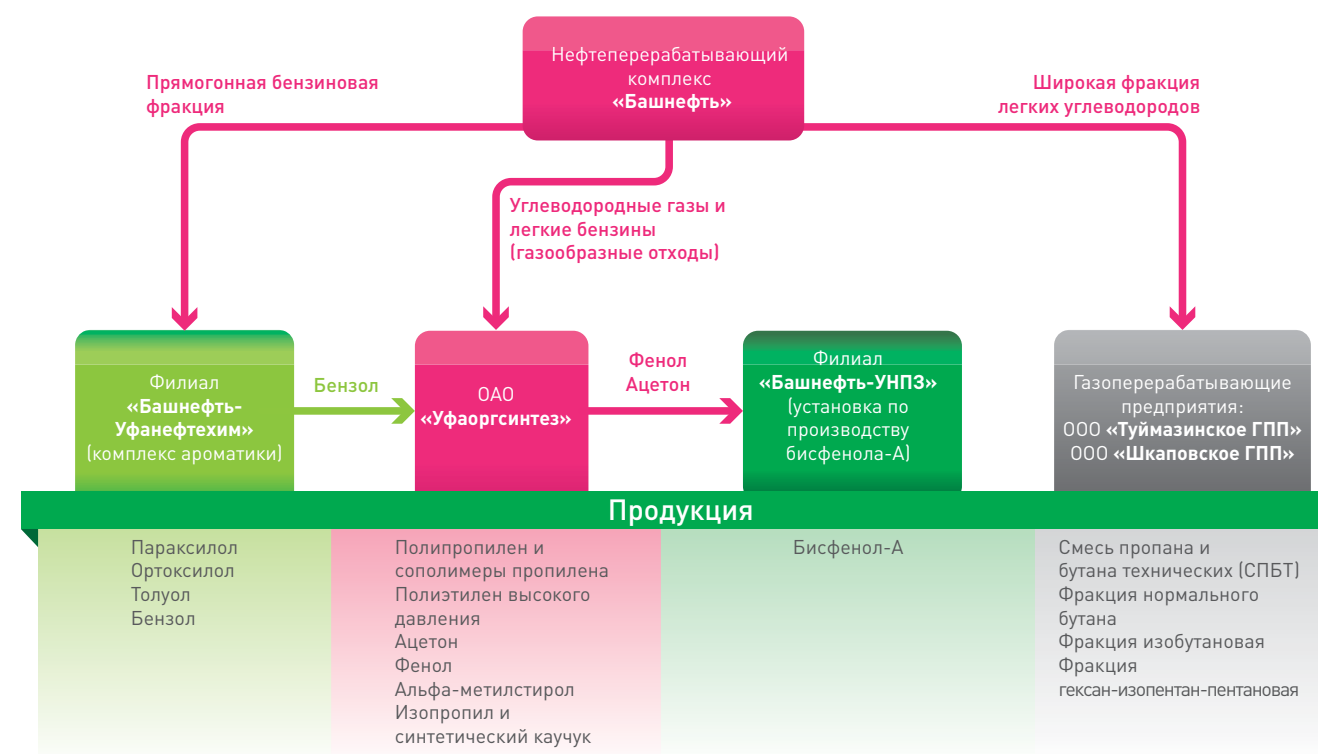 Нефтеперерабатывающий
комплекс
«Башнефть»
Прямогонная бензиновая
фракция
Широкая фракция
легких углеводородов
Углеводородные газы и
легкие бензины
(газообразные отходы)
Филиал
«Башнефть-
Уфанефтехим»
(комплекс ароматики)
Бензол
ОАО
«Уфаоргсинтез»
Фенол
Ацетон
Филиал
«Башнефть-УНПЗ»
(установка по
производству
бисфенола-А)
Газоперерабатывающие
предприятия:
ООО «Туймазинское ГПП»
ООО «Шкаповское ГПП»
Продукция
Параксилол
Ортоксилол
Толуол
Бензол
Полипропилен и
сополимеры пропилена
Полиэтилен высокого
давления
Ацетон
Фенол
Альфа-метилстирол
Изопропил и
синтетический каучук
Бисфенол-А
Смесь пропана и
бутана технических (СПБТ)
Фракция нормального
бутана
Фракция изобутановая
Фракция
гексан-изопентан-пентановая